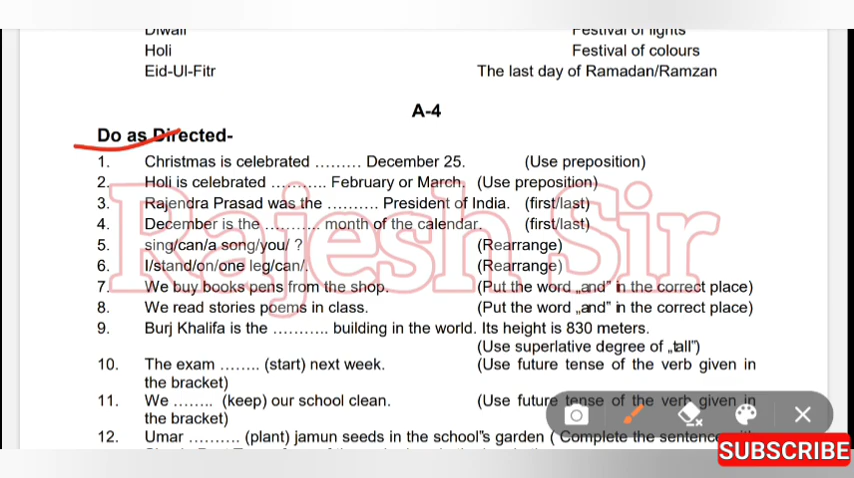 Diwali Festival of lights
Holi Festival of colours
Eid-Ul-Fitr The last day of Ramadan/Ramzan
A-4
Do as Directed-
1. Christmas is celebrated ……… December 25. (Use preposition)
2. Holi is celebrated ……….. February or March. (Use preposition)
3. Rajendra Prasad was the ………. President of India. (first/last)
4. December is the ……….. month of the calendar. (first/last)
5. sing/can/a song/you/ ? (Rearrange)
6. I/stand/on/one leg/can/. (Rearrange)
7. We buy books pens from the shop. (Put the word „and‟ in the correct place)
8. We read stories poems in class. (Put the word „and‟ in the correct place)
9. Burj Khalifa is the ……….. building in the world. Its height is 830 meters.
(Use superlative degree of „tall‟)
10. The exam …….. (start) next week. (Use future tense of the verb given in
the bracket)
11. We …….. (keep) our school clean. (Use future tense of the verb given in
the bracket)
12. Umar ………. (plant) jamun seeds in the school‟s garden ( Complete the sentence
Rajesh Sir
SUBSCRIBE